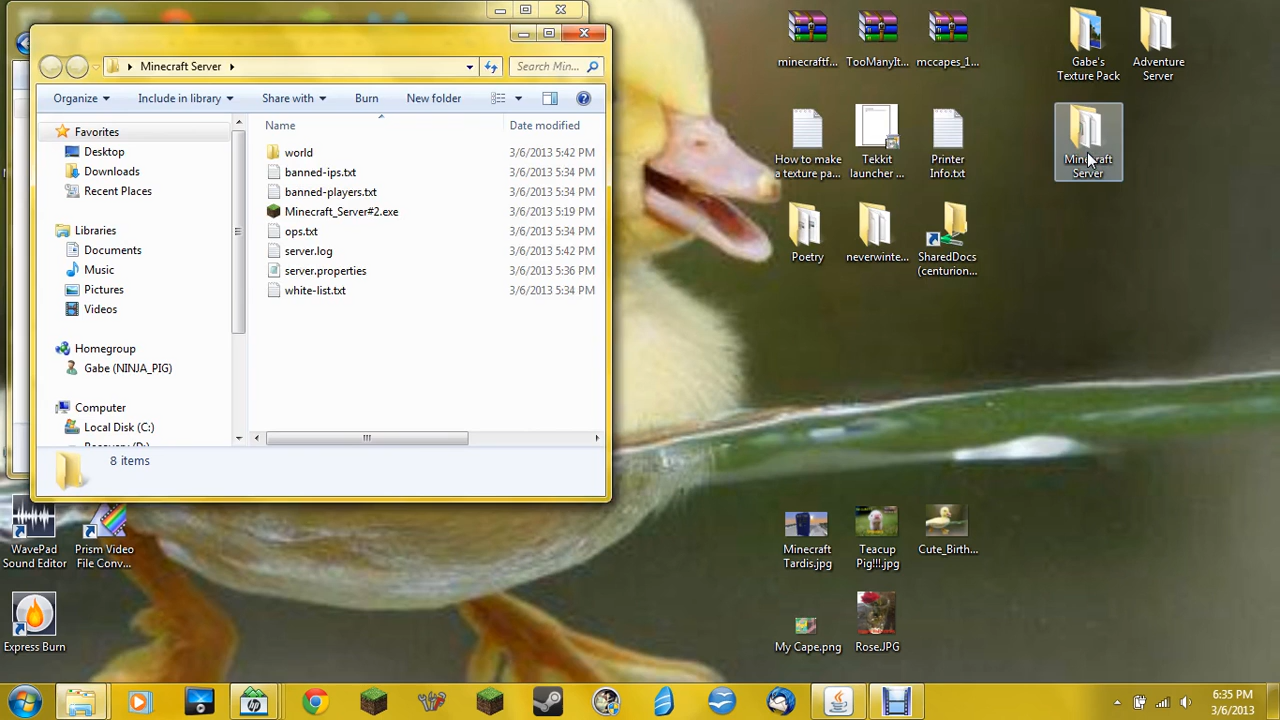 Minecraft Server
Search Min...
Organize
Include in library
Share with
Burn
New folder
Name
Date modified
Favorites
Desktop
Downloads
Recent Places
Libraries
Documents
Music
Pictures
Videos
Homegroup
Gabe (NINJA_PIG)
Computer
Local Disk (C:)
Recovery (D:)
world 3/6/2013 5:42 PM
banned-ips.txt 3/6/2013 5:34 PM
banned-players.txt 3/6/2013 5:34 PM
Minecraft_Server#2.exe 3/6/2013 5:19 PM
ops.txt 3/6/2013 5:34 PM
server.log 3/6/2013 5:42 PM
server.properties 3/6/2013 5:36 PM
white-list.txt 3/6/2013 5:34 PM
8 items
minecraftf...
TooManyIt...
mccapes_1...
Gabe's
Texture Pack
Adventure
Server
How to make
a texture pa...
Tekkit
launcher ...
Printer
Info.txt
Minecraft
Server
Poetry
neverwinte...
SharedDocs
(centurion...
WavePad
Sound Editor
Prism Video
File Conv...
Minecraft
Tardis.jpg
Teacup
Pig!!!.jpg
Cute_Birth...
Express Burn
My Cape.png
RoseJPG
6:35 PM
3/6/2013